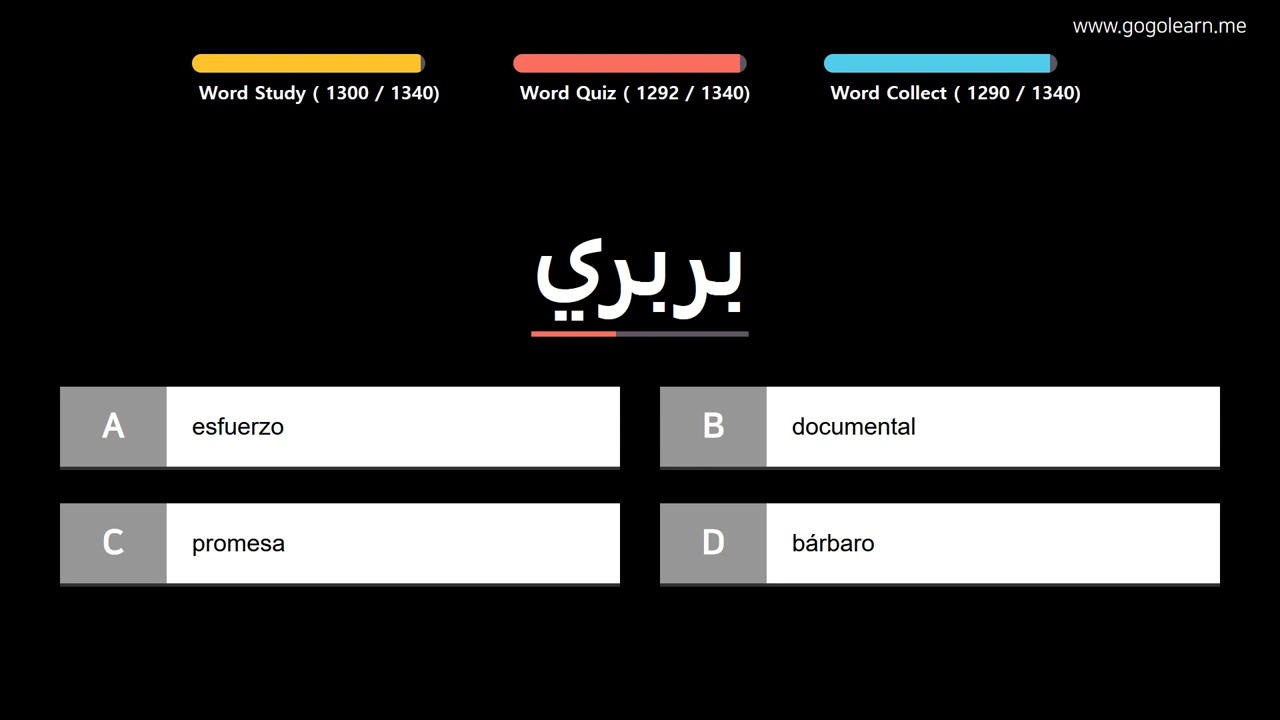 www.gogolearn.me
Word Study ( 1300 / 1340)
Word Quiz ( 1292 / 1340)
Word Collect ( 1290 / 1340)
بربري
A esfuerzo
B documental
C promesa
D bárbaro